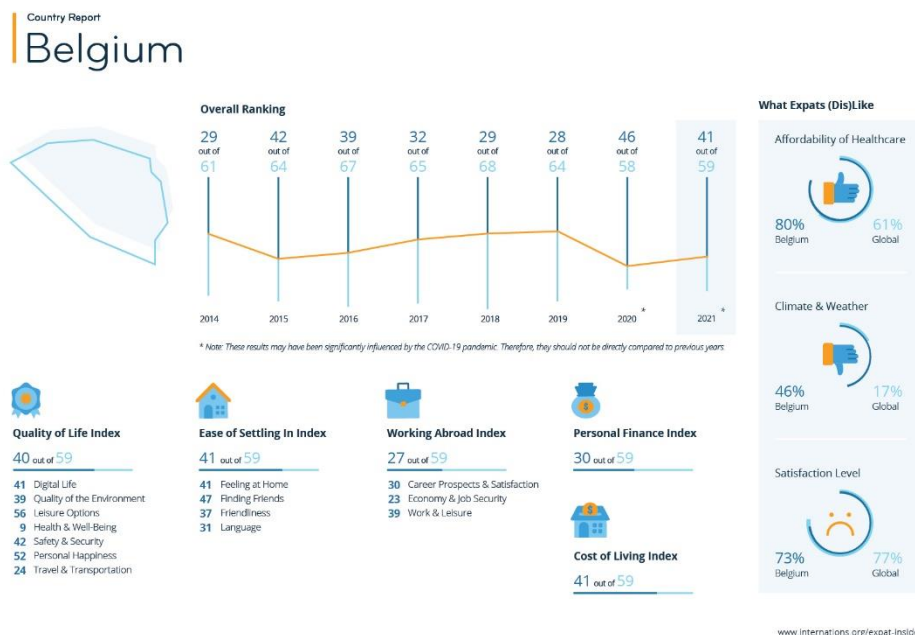 Country Report
Belgium
Overall Ranking
29 42 39 32 29 28 46 41
out of out of out of out of out of out of out of out of
61 64 67 65 68 64 58 59
2014 2015 2016 2017 2018 2019 2020 * 2021 *
* Note: These results may have been significantly influenced by the COVID-19 pandemic. Therefore, they should not be directly compared to previous years.
What Expats (Dis)Like
Affordability of Healthcare
80% 61%
Belgium Global
Climate & Weather
46% 17%
Belgium Global
Satisfaction Level
73% 77%
Belgium Global
Quality of Life Index
40 out of 59
41 Digital Life
39 Quality of the Environment
56 Leisure Options
9 Health & Well-Being
42 Safety & Security
52 Personal Happiness
24 Travel & Transportation
Ease of Settling In Index
41 out of 59
41 Feeling at Home
47 Finding Friends
37 Friendliness
31 Language
Working Abroad Index
27 out of 59
30 Career Prospects & Satisfaction
23 Economy & Job Security
39 Work & Leisure
Personal Finance Index
30 out of 59
Cost of Living Index
41 out of 59
www.internations.org/expat-insid